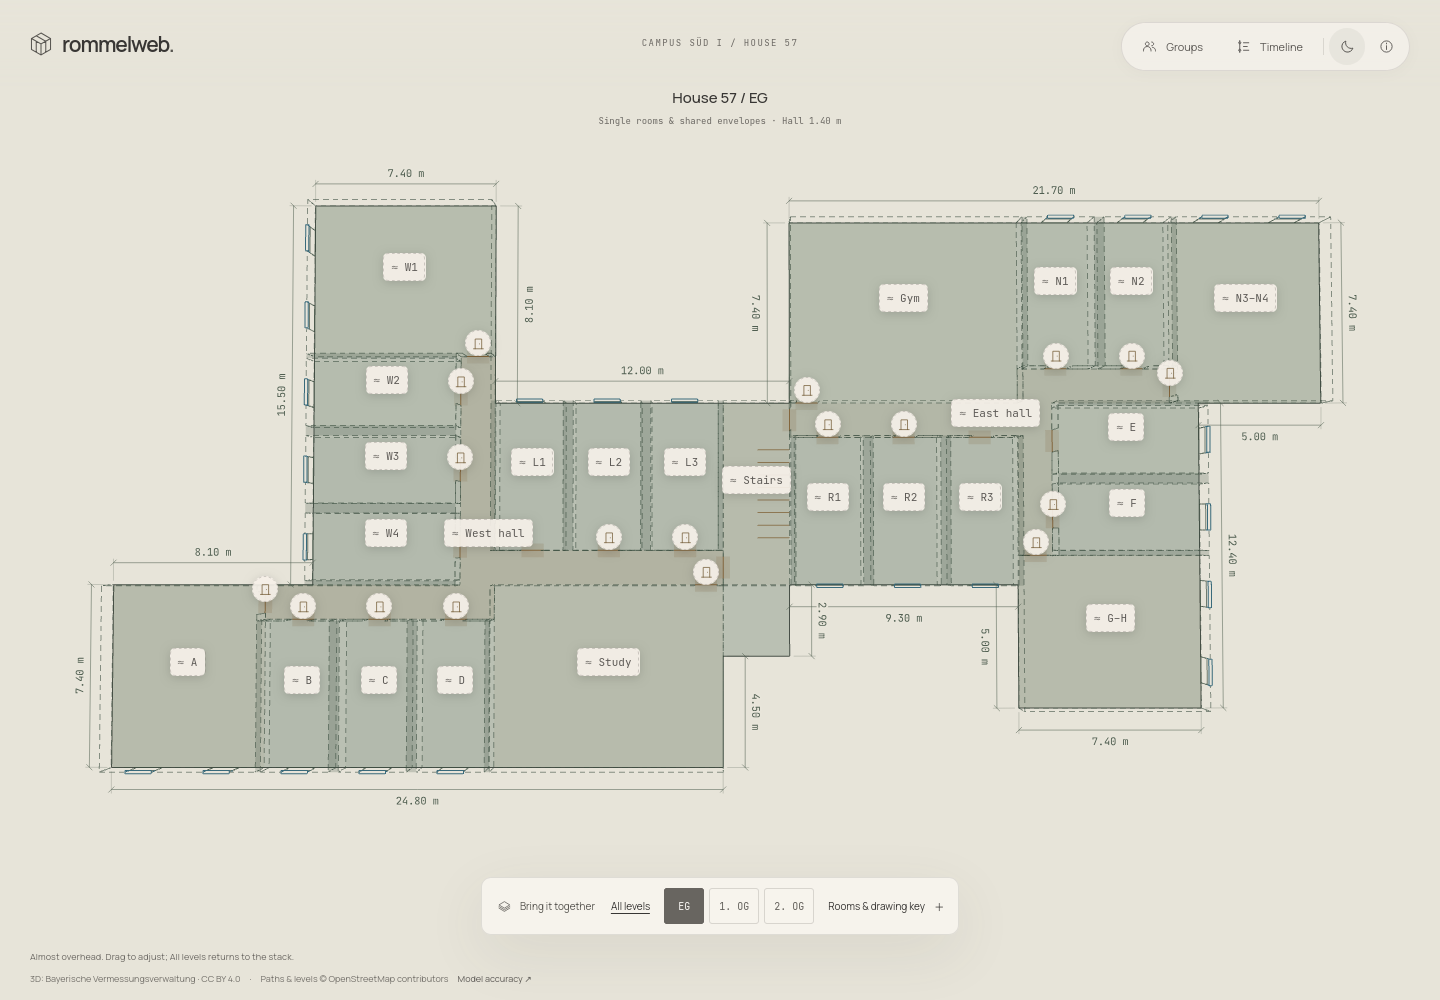 rommelweb.
CAMPUS SÜD I / HOUSE 57
Groups
Timeline
House 57 / EG
Single rooms & shared envelopes · Hall 1.40 m
7.40 m
21.70 m
≈ W1
8.10 m
7.40 m
≈ Gym
≈ N1
≈ N2
≈ N3–N4
7.40 m
15.50 m
≈ W2
12.00 m
≈ East hall
≈ E
5.00 m
≈ W3
≈ L1
≈ L2
≈ L3
≈ Stairs
≈ R1
≈ R2
≈ R3
≈ F
≈ W4
≈ West hall
8.10 m
12.40 m
2.90 m
9.30 m
5.00 m
≈ G–H
7.40 m
≈ A
≈ B
≈ C
≈ D
≈ Study
4.50 m
7.40 m
24.80 m
Bring it together
All levels
EG
1. OG
2. OG
Rooms & drawing key +
Almost overhead. Drag to adjust; All levels returns to the stack.
3D: Bayerische Vermessungsverwaltung · CC BY 4.0 · Paths & levels © OpenStreetMap contributors Model accuracy ↗